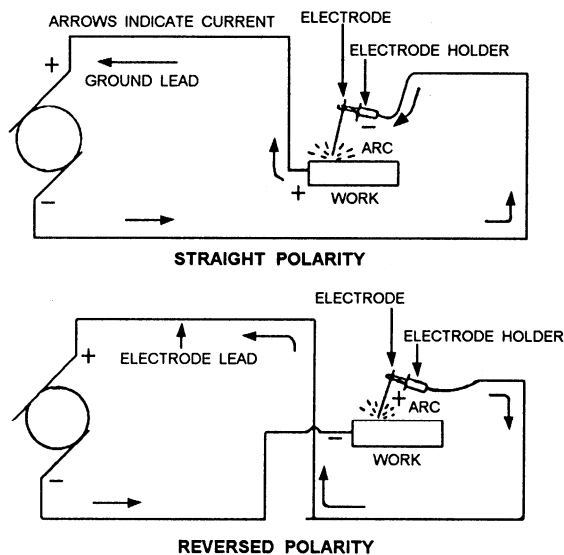 ARROWS INDICATE CURRENT
ELECTRODE
ELECTRODE HOLDER
+
GROUND LEAD
−
ARC
+
WORK
−
STRAIGHT POLARITY
ELECTRODE
ELECTRODE HOLDER
+
ELECTRODE LEAD
+
ARC
−
WORK
−
REVERSED POLARITY